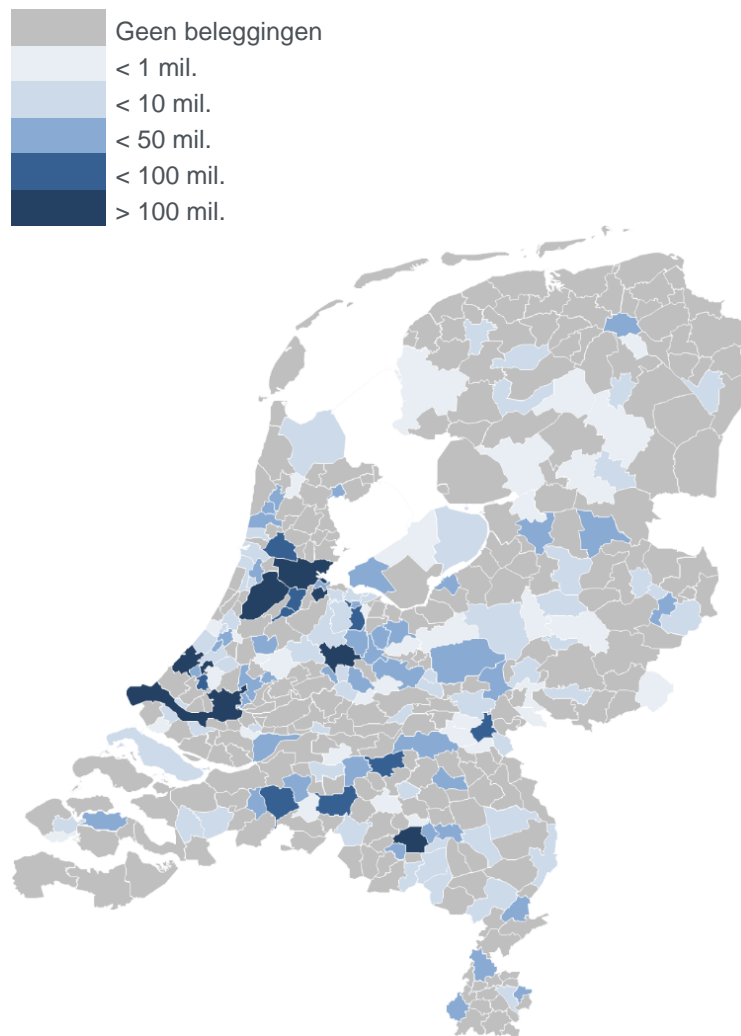 Geen beleggingen
< 1 mil.
< 10 mil.
< 50 mil.
< 100 mil.
> 100 mil.